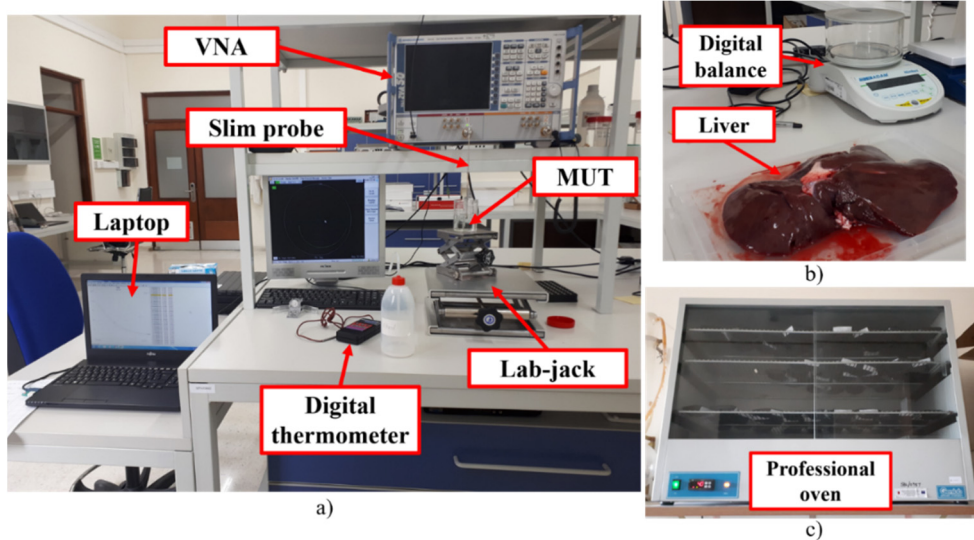 VNA
Slim probe
MUT
Laptop
Lab-jack
Digital
thermometer
a)
Digital
balance
Liver
b)
Professional
oven
c)